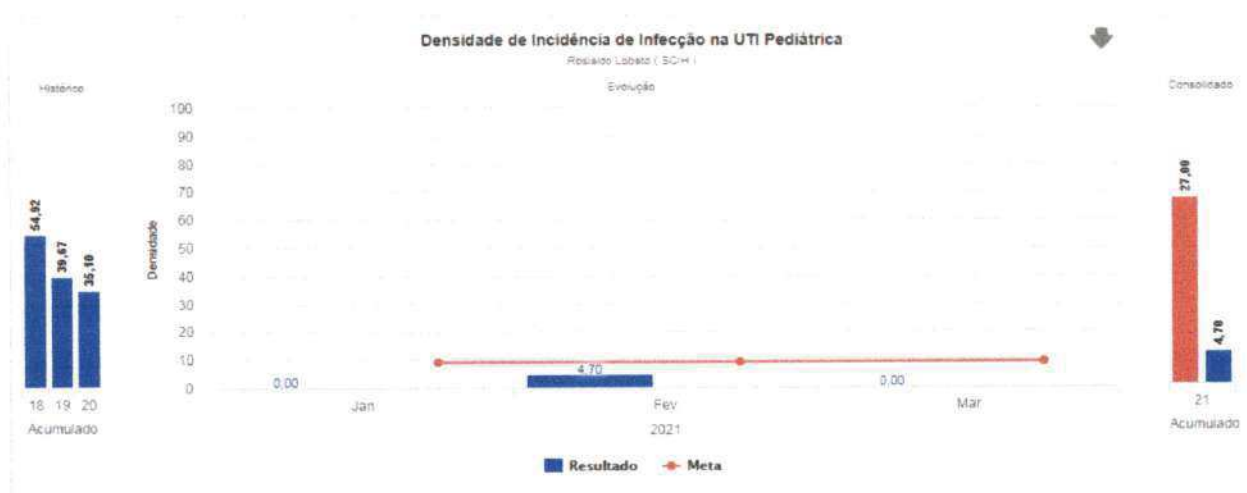 Densidade de Incidência de Infecção na UTI Pediátrica
Rosialdo Lobato ( SCIH )
Histórico
Evolução
Consolidado
Densidade
100
90
80
70
60
50
40
30
20
10
0
54,92
39,67
35,10
18 19 20
Acumulado
0,00
4,70
0,00
Jan
Fev
Mar
2021
27,00
4,70
21
Acumulado
Resultado
Meta